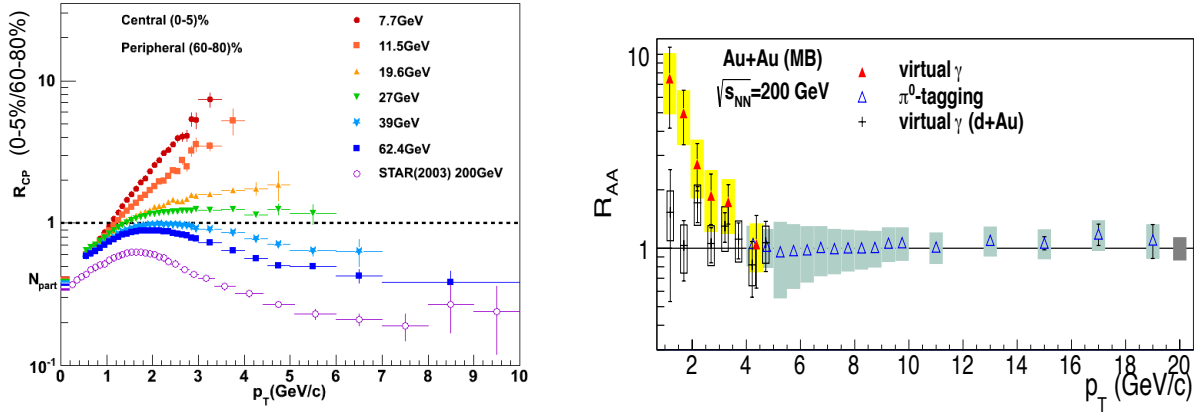 Central (0-5)%
Peripheral (60-80)%
7.7GeV
11.5GeV
19.6GeV
27GeV
39GeV
62.4GeV
STAR(2003) 200GeV
R_CP (0-5%/60-80%)
10
1
N_part
10^-1
0 1 2 3 4 5 6 7 8 9 10
p_T(GeV/c)
Au+Au (MB)
√s_NN=200 GeV
virtual γ
π^0-tagging
virtual γ (d+Au)
R_AA
10
1
2 4 6 8 10 12 14 16 18 20
p_T (GeV/c)